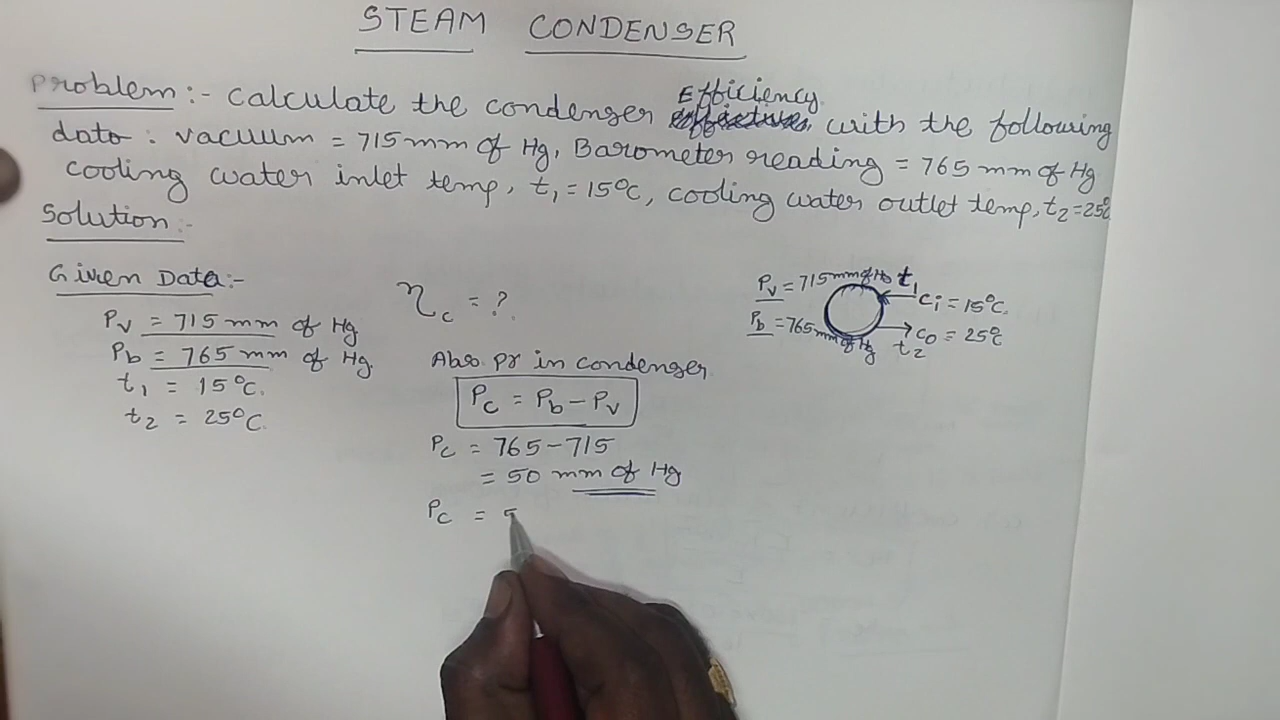 STEAM CONDENSER
Problem:- Calculate the condenser Efficiency with the following
data: Vacuum = 715 mm of Hg, Barometer reading = 765 mm of Hg
Cooling water inlet temp, t₁ = 15°C, cooling water outlet temp, t₂ = 25°C
Solution:-
Given Data:-
Pv = 715 mm of Hg
Pb = 765 mm of Hg
t₁ = 15°C.
t₂ = 25°C.
ηc = ?
Abs. pr in condenser
Pc = Pb - Pv
Pc = 765 - 715
= 50 mm of Hg
Pc = 5
Pv = 715 mm of Hg t₁
Ci = 15°C.
Pb = 765 mm of Hg
Co = 25°C
t₂